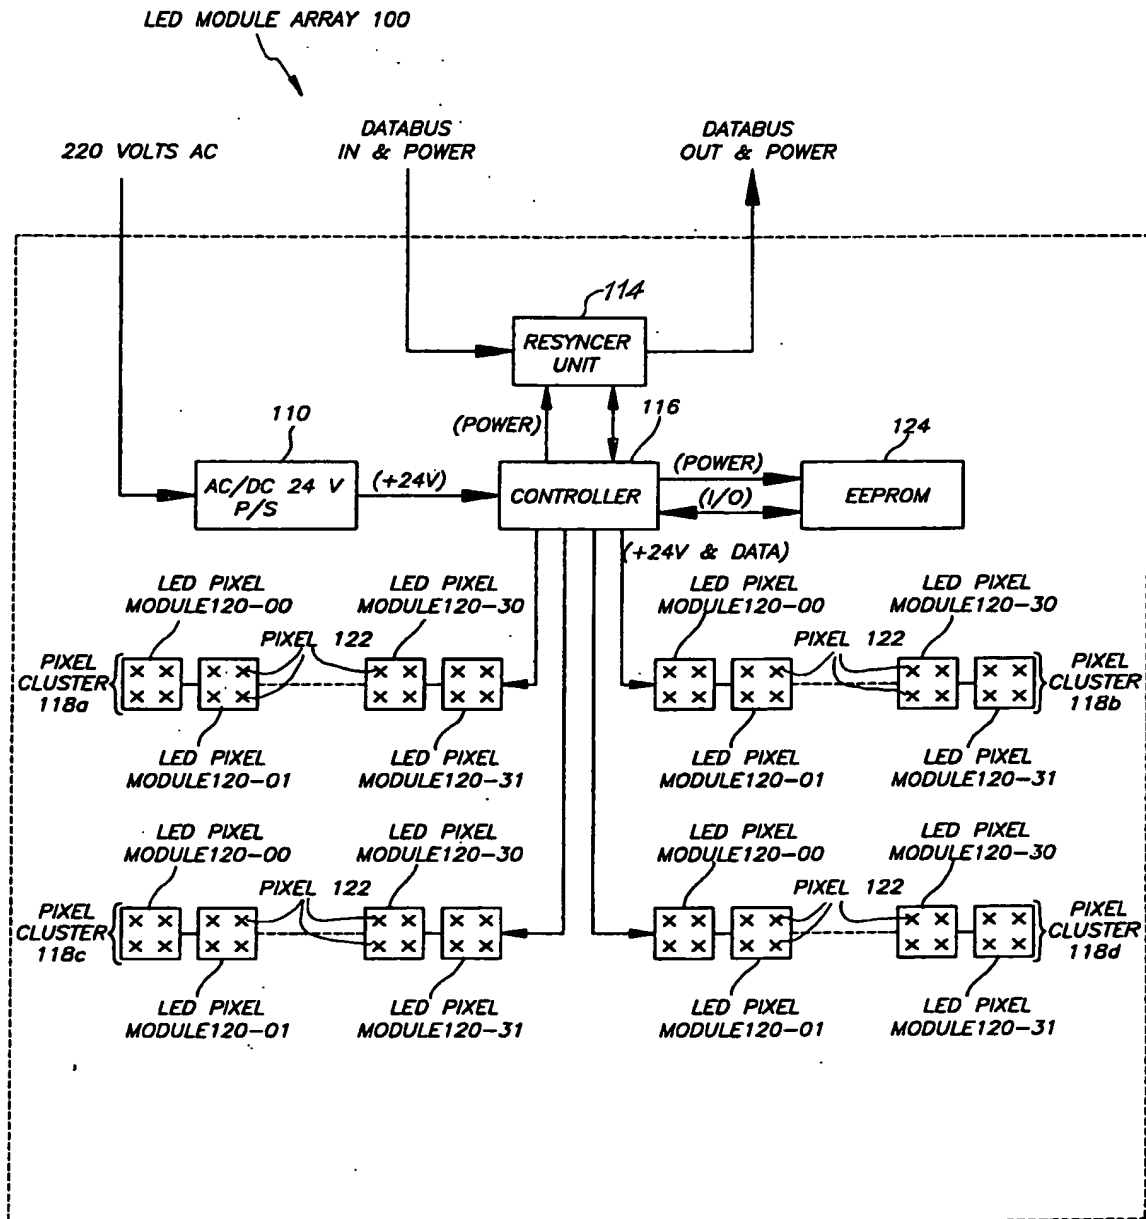 LED MODULE ARRAY 100
220 VOLTS AC
DATABUS
IN & POWER
DATABUS
OUT & POWER
114
RESYNCER
UNIT
110
(POWER)
116
124
AC/DC 24 V
P/S
(+24V)
CONTROLLER
(POWER)
(I/O)
EEPROM
(+24V & DATA)
LED PIXEL
MODULE120-00
LED PIXEL
MODULE120-30
LED PIXEL
MODULE120-00
LED PIXEL
MODULE120-30
PIXEL 122
PIXEL 122
PIXEL
CLUSTER
118a
PIXEL
CLUSTER
118b
LED PIXEL
MODULE120-01
LED PIXEL
MODULE120-31
LED PIXEL
MODULE120-01
LED PIXEL
MODULE120-31
LED PIXEL
MODULE120-00
LED PIXEL
MODULE120-30
LED PIXEL
MODULE120-00
LED PIXEL
MODULE120-30
PIXEL 122
PIXEL 122
PIXEL
CLUSTER
118c
PIXEL
CLUSTER
118d
LED PIXEL
MODULE120-01
LED PIXEL
MODULE120-31
LED PIXEL
MODULE120-01
LED PIXEL
MODULE120-31